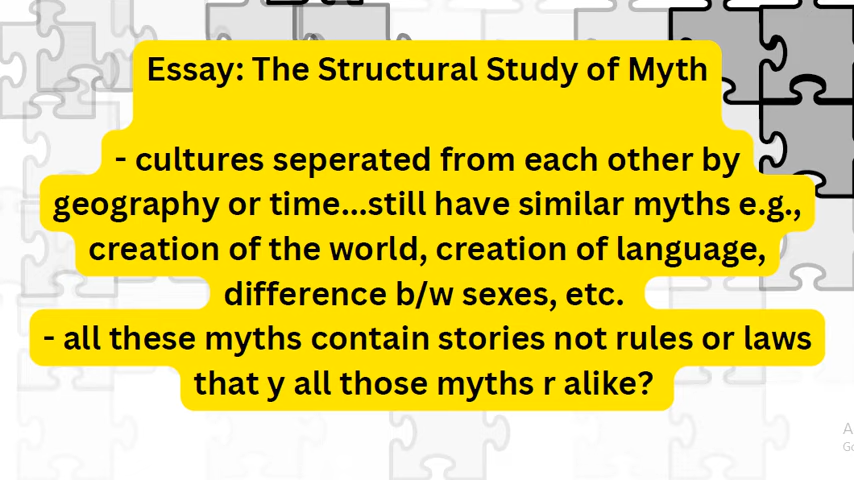 Essay: The Structural Study of Myth
- cultures seperated from each other by
geography or time...still have similar myths e.g.,
creation of the world, creation of language,
difference b/w sexes, etc.
- all these myths contain stories not rules or laws
that y all those myths r alike?